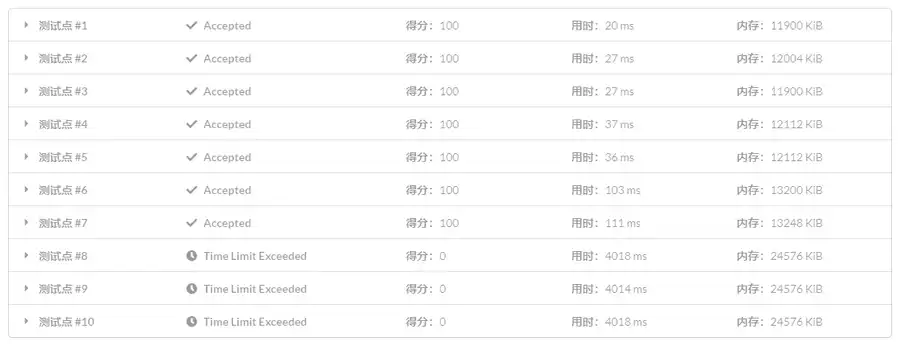 测试点 #1 Accepted 得分：100 用时：20 ms 内存：11900 KiB
测试点 #2 Accepted 得分：100 用时：27 ms 内存：12004 KiB
测试点 #3 Accepted 得分：100 用时：27 ms 内存：11900 KiB
测试点 #4 Accepted 得分：100 用时：37 ms 内存：12112 KiB
测试点 #5 Accepted 得分：100 用时：36 ms 内存：12112 KiB
测试点 #6 Accepted 得分：100 用时：103 ms 内存：13200 KiB
测试点 #7 Accepted 得分：100 用时：111 ms 内存：13248 KiB
测试点 #8 Time Limit Exceeded 得分：0 用时：4018 ms 内存：24576 KiB
测试点 #9 Time Limit Exceeded 得分：0 用时：4014 ms 内存：24576 KiB
测试点 #10 Time Limit Exceeded 得分：0 用时：4018 ms 内存：24576 KiB